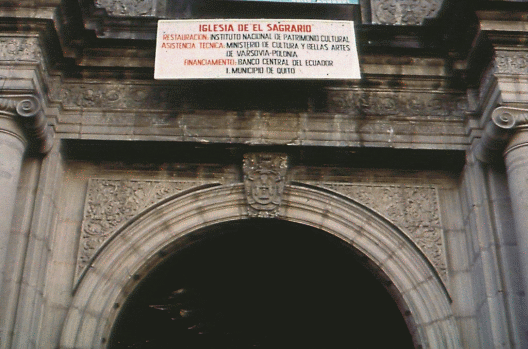 IGLESIA DE EL SAGRARIO
RESTAURACION: INSTITUTO NACIONAL DE PATRIMONIO CULTURAL
ASISTENCIA TECNICA: MINISTERIO DE CULTURA Y BELLAS ARTES
DE VARSOVIA-POLONIA
FINANCIAMIENTO: BANCO CENTRAL DEL ECUADOR
I. MUNICIPIO DE QUITO